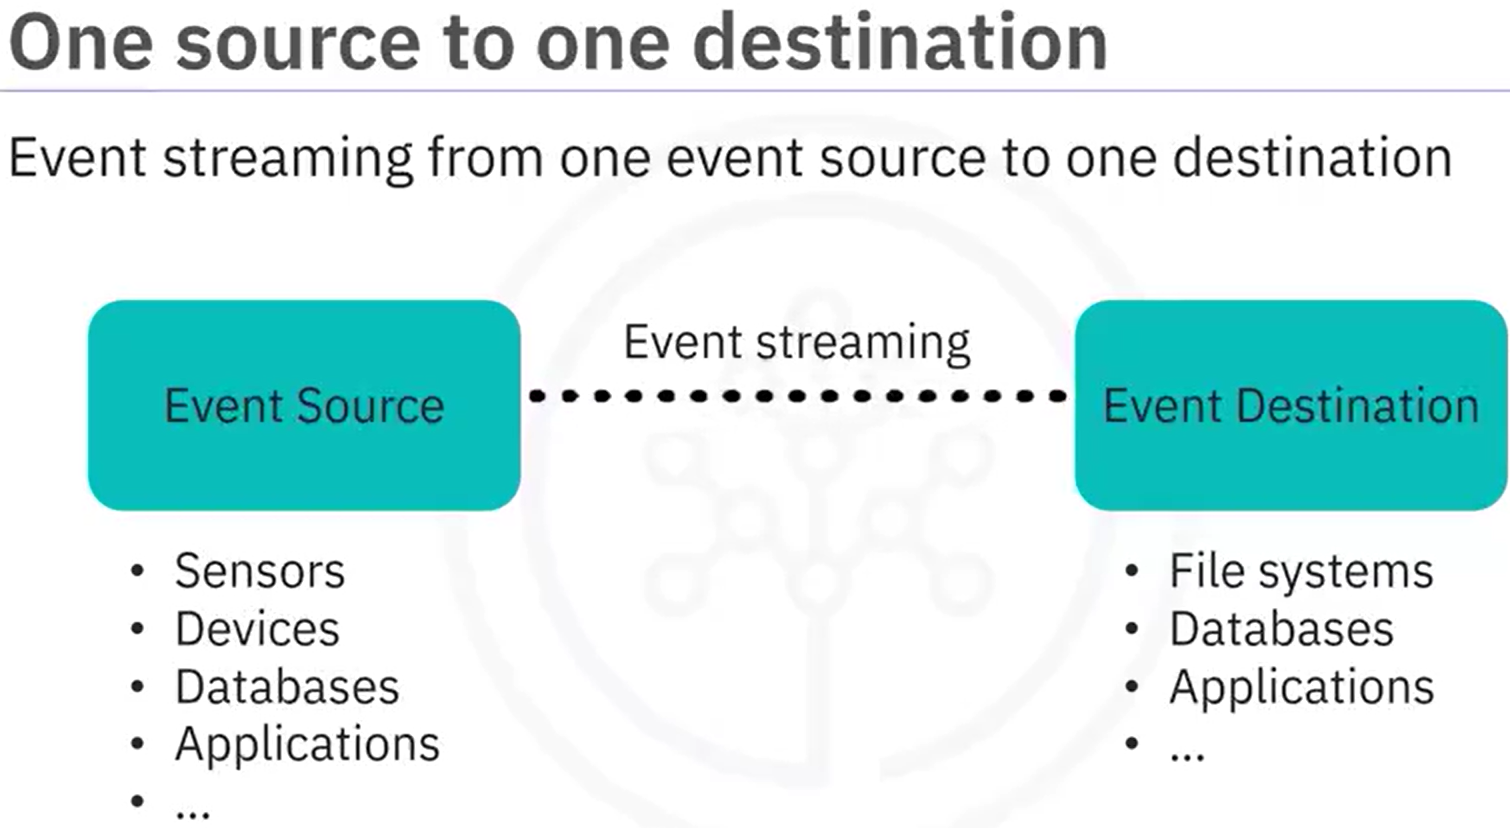 One source to one destination
Event streaming from one event source to one destination
Event Source
Event streaming
Event Destination
• Sensors
• Devices
• Databases
• Applications
• ...
• File systems
• Databases
• Applications
• ...